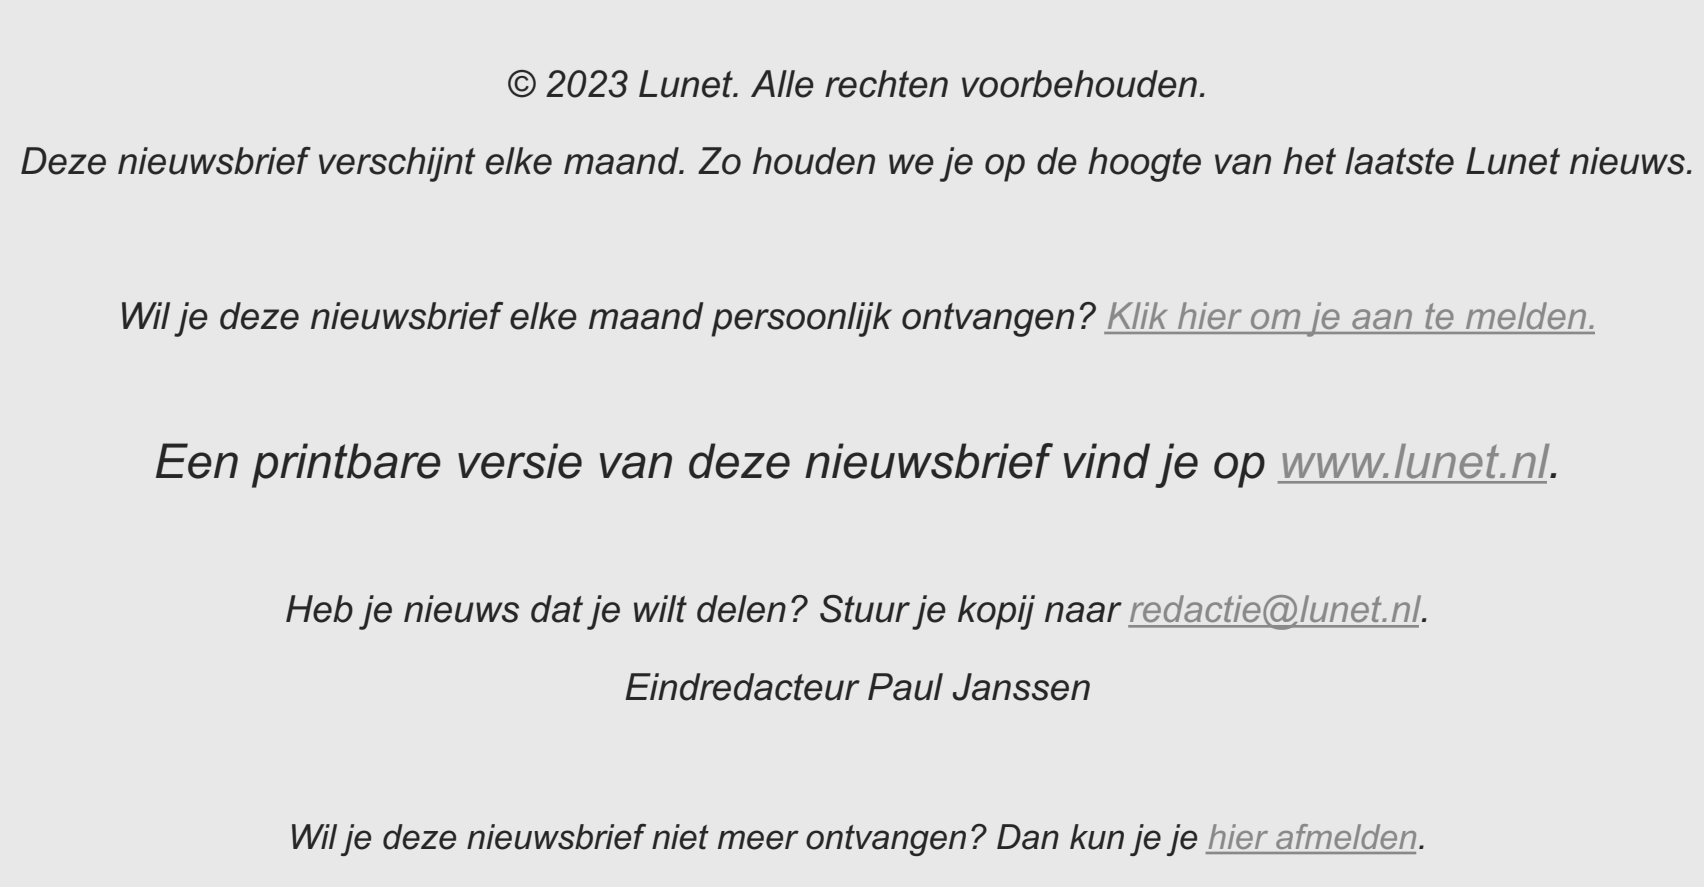 © 2023 Lunet. Alle rechten voorbehouden.
Deze nieuwsbrief verschijnt elke maand. Zo houden we je op de hoogte van het laatste Lunet nieuws.
Wil je deze nieuwsbrief elke maand persoonlijk ontvangen? Klik hier om je aan te melden.
Een printbare versie van deze nieuwsbrief vind je op www.lunet.nl.
Heb je nieuws dat je wilt delen? Stuur je kopij naar redactie@lunet.nl.
Eindredacteur Paul Janssen
Wil je deze nieuwsbrief niet meer ontvangen? Dan kun je je hier afmelden.